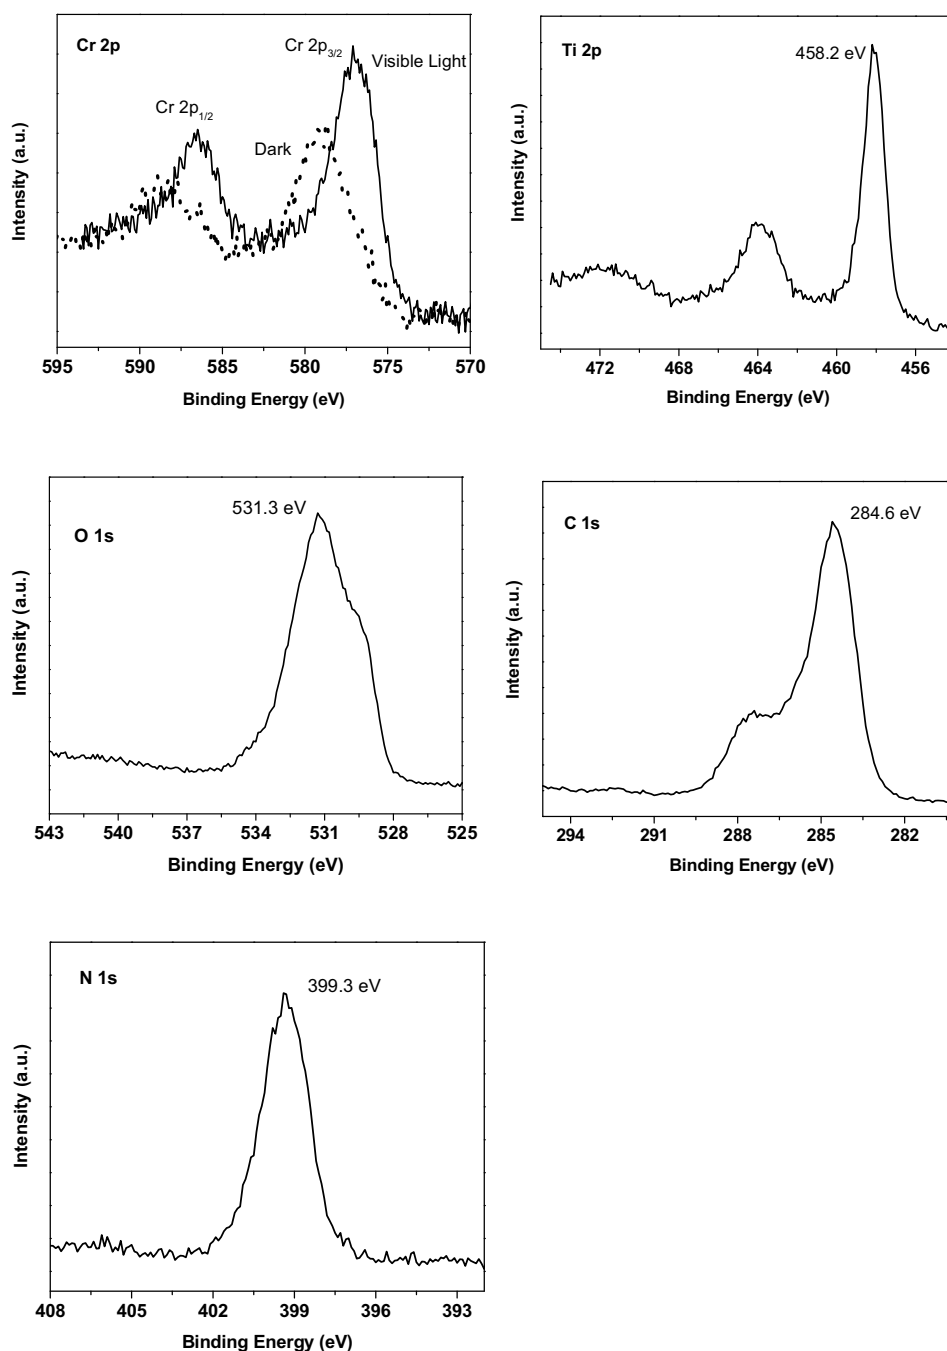 Cr 2p
Cr 2p3/2
Visible Light
Cr 2p1/2
Dark
Intensity (a.u.)
595 590 585 580 575 570
Binding Energy (eV)
Ti 2p
458.2 eV
Intensity (a.u.)
472 468 464 460 456
Binding Energy (eV)
O 1s
531.3 eV
Intensity (a.u.)
543 540 537 534 531 528 525
Binding Energy (eV)
C 1s
284.6 eV
Intensity (a.u.)
294 291 288 285 282
Binding Energy (eV)
N 1s
399.3 eV
Intensity (a.u.)
408 405 402 399 396 393
Binding Energy (eV)